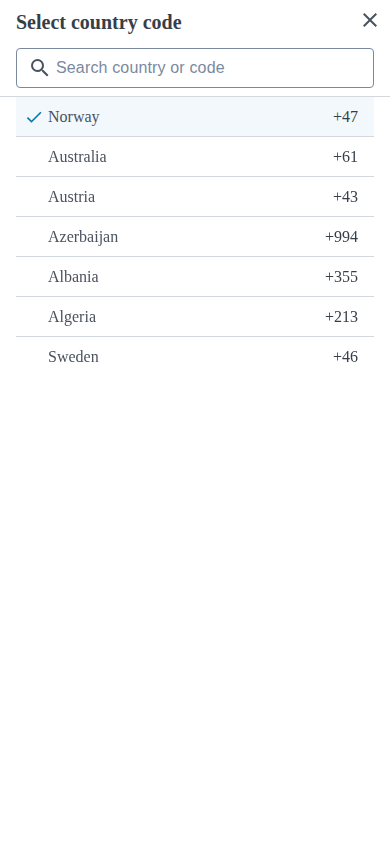 Select country code
Search country or code
Norway +47
Australia +61
Austria +43
Azerbaijan +994
Albania +355
Algeria +213
Sweden +46